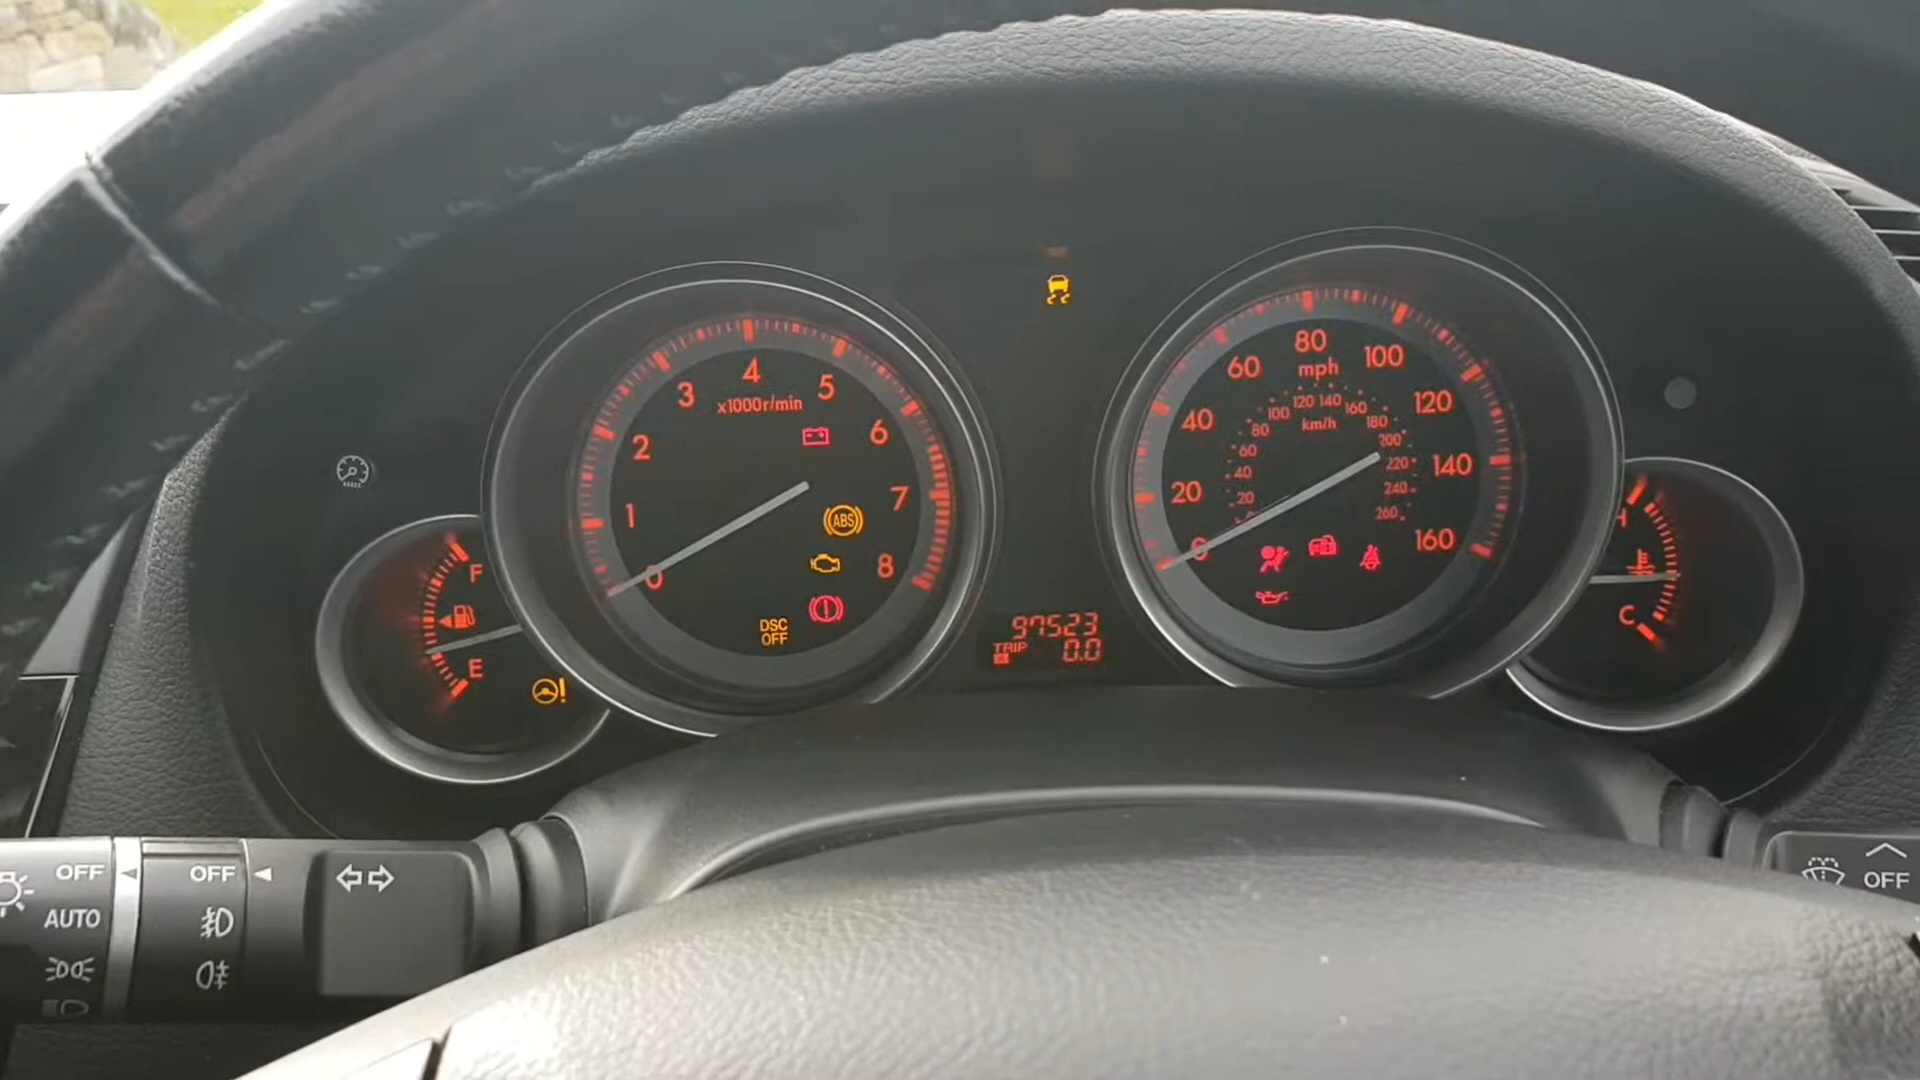 1 2 3 4 5 6 7 8 0
x1000r/min
ABS
DSC
OFF
F
E
97523
TRIP
A 0.0
0 20 40 60 80 100 120 140 160
mph
20 40 60 80 100 120 140 160 180 200 220 240 260
km/h
H
C
OFF
AUTO
OFF
OFF